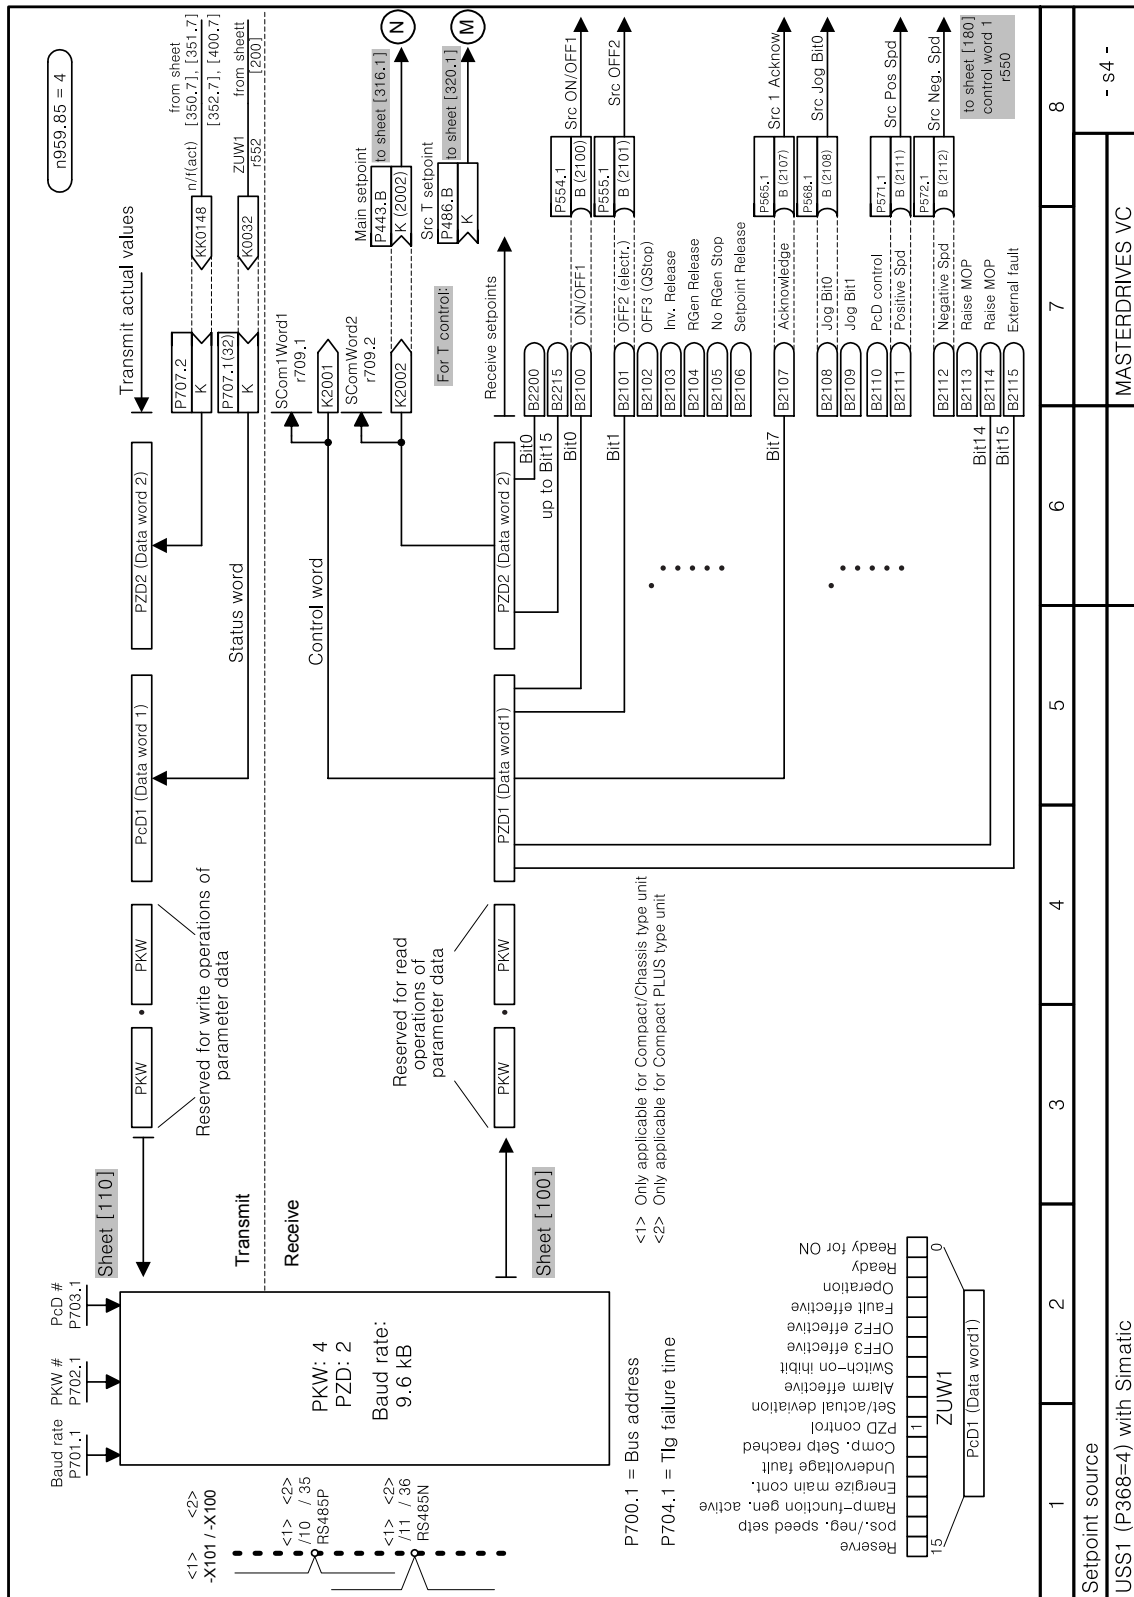 n959.85 = 4
Transmit actual values
n/f(act)
from sheet
[350.7], [351.7]
[352.7], [400.7]
ZUW1
r552
from sheett
[200]
P707.2
K
KK0148
P707.1(32)
K
K0032
PcD #
P703.1
PKW #
P702.1
Baud rate
P701.1
Sheet [110]
PKW
PKW
PcD1 (Data word 1)
PZD2 (Data word 2)
Reserved for write operations of
parameter data
Status word
Transmit
Receive
Control word
SCom1Word1
r709.1
K2001
SComWord2
r709.2
K2002
Main setpoint
P443.B
K (2002)
to sheet [316.1]
N
Src T setpoint
P486.B
K
to sheet [320.1]
M
For T control:
Receive setpoints
PKW: 4
PZD: 2
Baud rate:
9.6 kB
Reserved for read
operations of
parameter data
PKW
PKW
PZD1 (Data word1)
PZD2 (Data word 2)
Sheet [100]
<1> <2>
-X101 / -X100
<1> <2>
/10 / 35
RS485P
<1> <2>
/11 / 36
RS485N
Bit0
B2200
up to Bit15
B2215
Bit0
B2100
ON/OFF1
P554.1
B (2100)
Src ON/OFF1
Bit1
B2101
OFF2 (electr.)
P555.1
B (2101)
Src OFF2
B2102
OFF3 (QStop)
B2103
Inv. Release
B2104
RGen Release
B2105
No RGen Stop
B2106
Setpoint Release
Bit7
B2107
Acknowledge
P565.1
B (2107)
Src 1 Acknow
B2108
Jog Bit0
P568.1
B (2108)
Src Jog Bit0
B2109
Jog Bit1
B2110
PcD control
B2111
Positive Spd
P571.1
B (2111)
Src Pos Spd
B2112
Negative Spd
P572.1
B (2112)
Src Neg. Spd
B2113
Raise MOP
Bit14
B2114
Raise MOP
Bit15
B2115
External fault
to sheet [180]
control word 1
r550
<1> Only applicable for Compact/Chassis type unit
<2> Only applicable for Compact PLUS type unit
P700.1 = Bus address
P704.1 = Tlg failure time
Reserve
pos./neg. speed setp
Ramp-function gen. active
Energize main cont.
Undervoltage fault
Comp. Setp reached
PZD control
Set/actual deviation
Alarm effective
Switch-on inibit
OFF3 effective
OFF2 effective
Fault effective
Operation
Ready
Ready for ON
1
15
0
ZUW1
PcD1 (Data word1)
1
2
3
4
5
6
7
8
Setpoint source
USS1 (P368=4) with Simatic
MASTERDRIVES VC
- s4 -